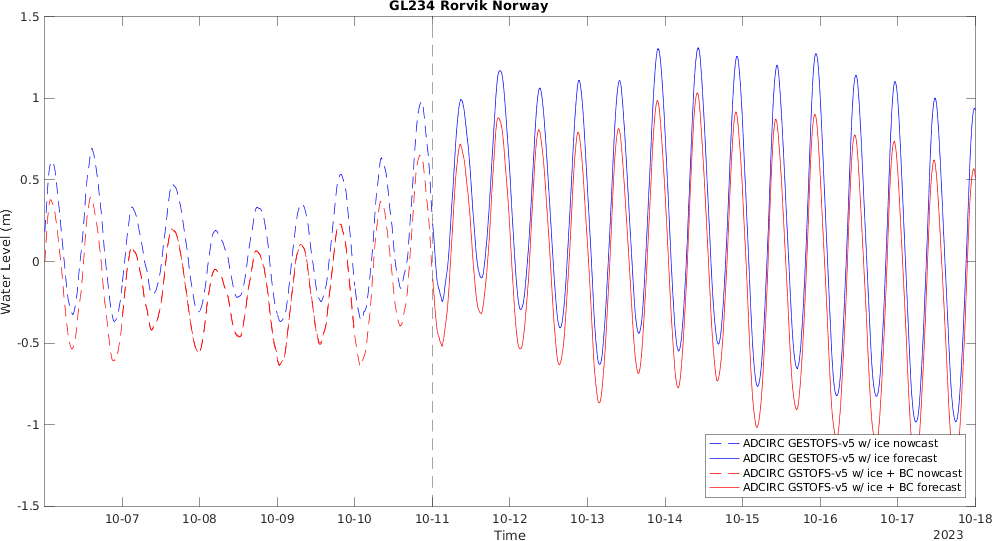 GL234 Rorvik Norway
1.5
1
0.5
0
-0.5
-1
-1.5
Water Level (m)
ADCIRC GESTOFS-v5 w/ ice nowcast
ADCIRC GESTOFS-v5 w/ ice forecast
ADCIRC GSTOFS-v5 w/ ice + BC nowcast
ADCIRC GSTOFS-v5 w/ ice + BC forecast
10-07 10-08 10-09 10-10 10-11 10-12 10-13 10-14 10-15 10-16 10-17 10-18
Time
2023